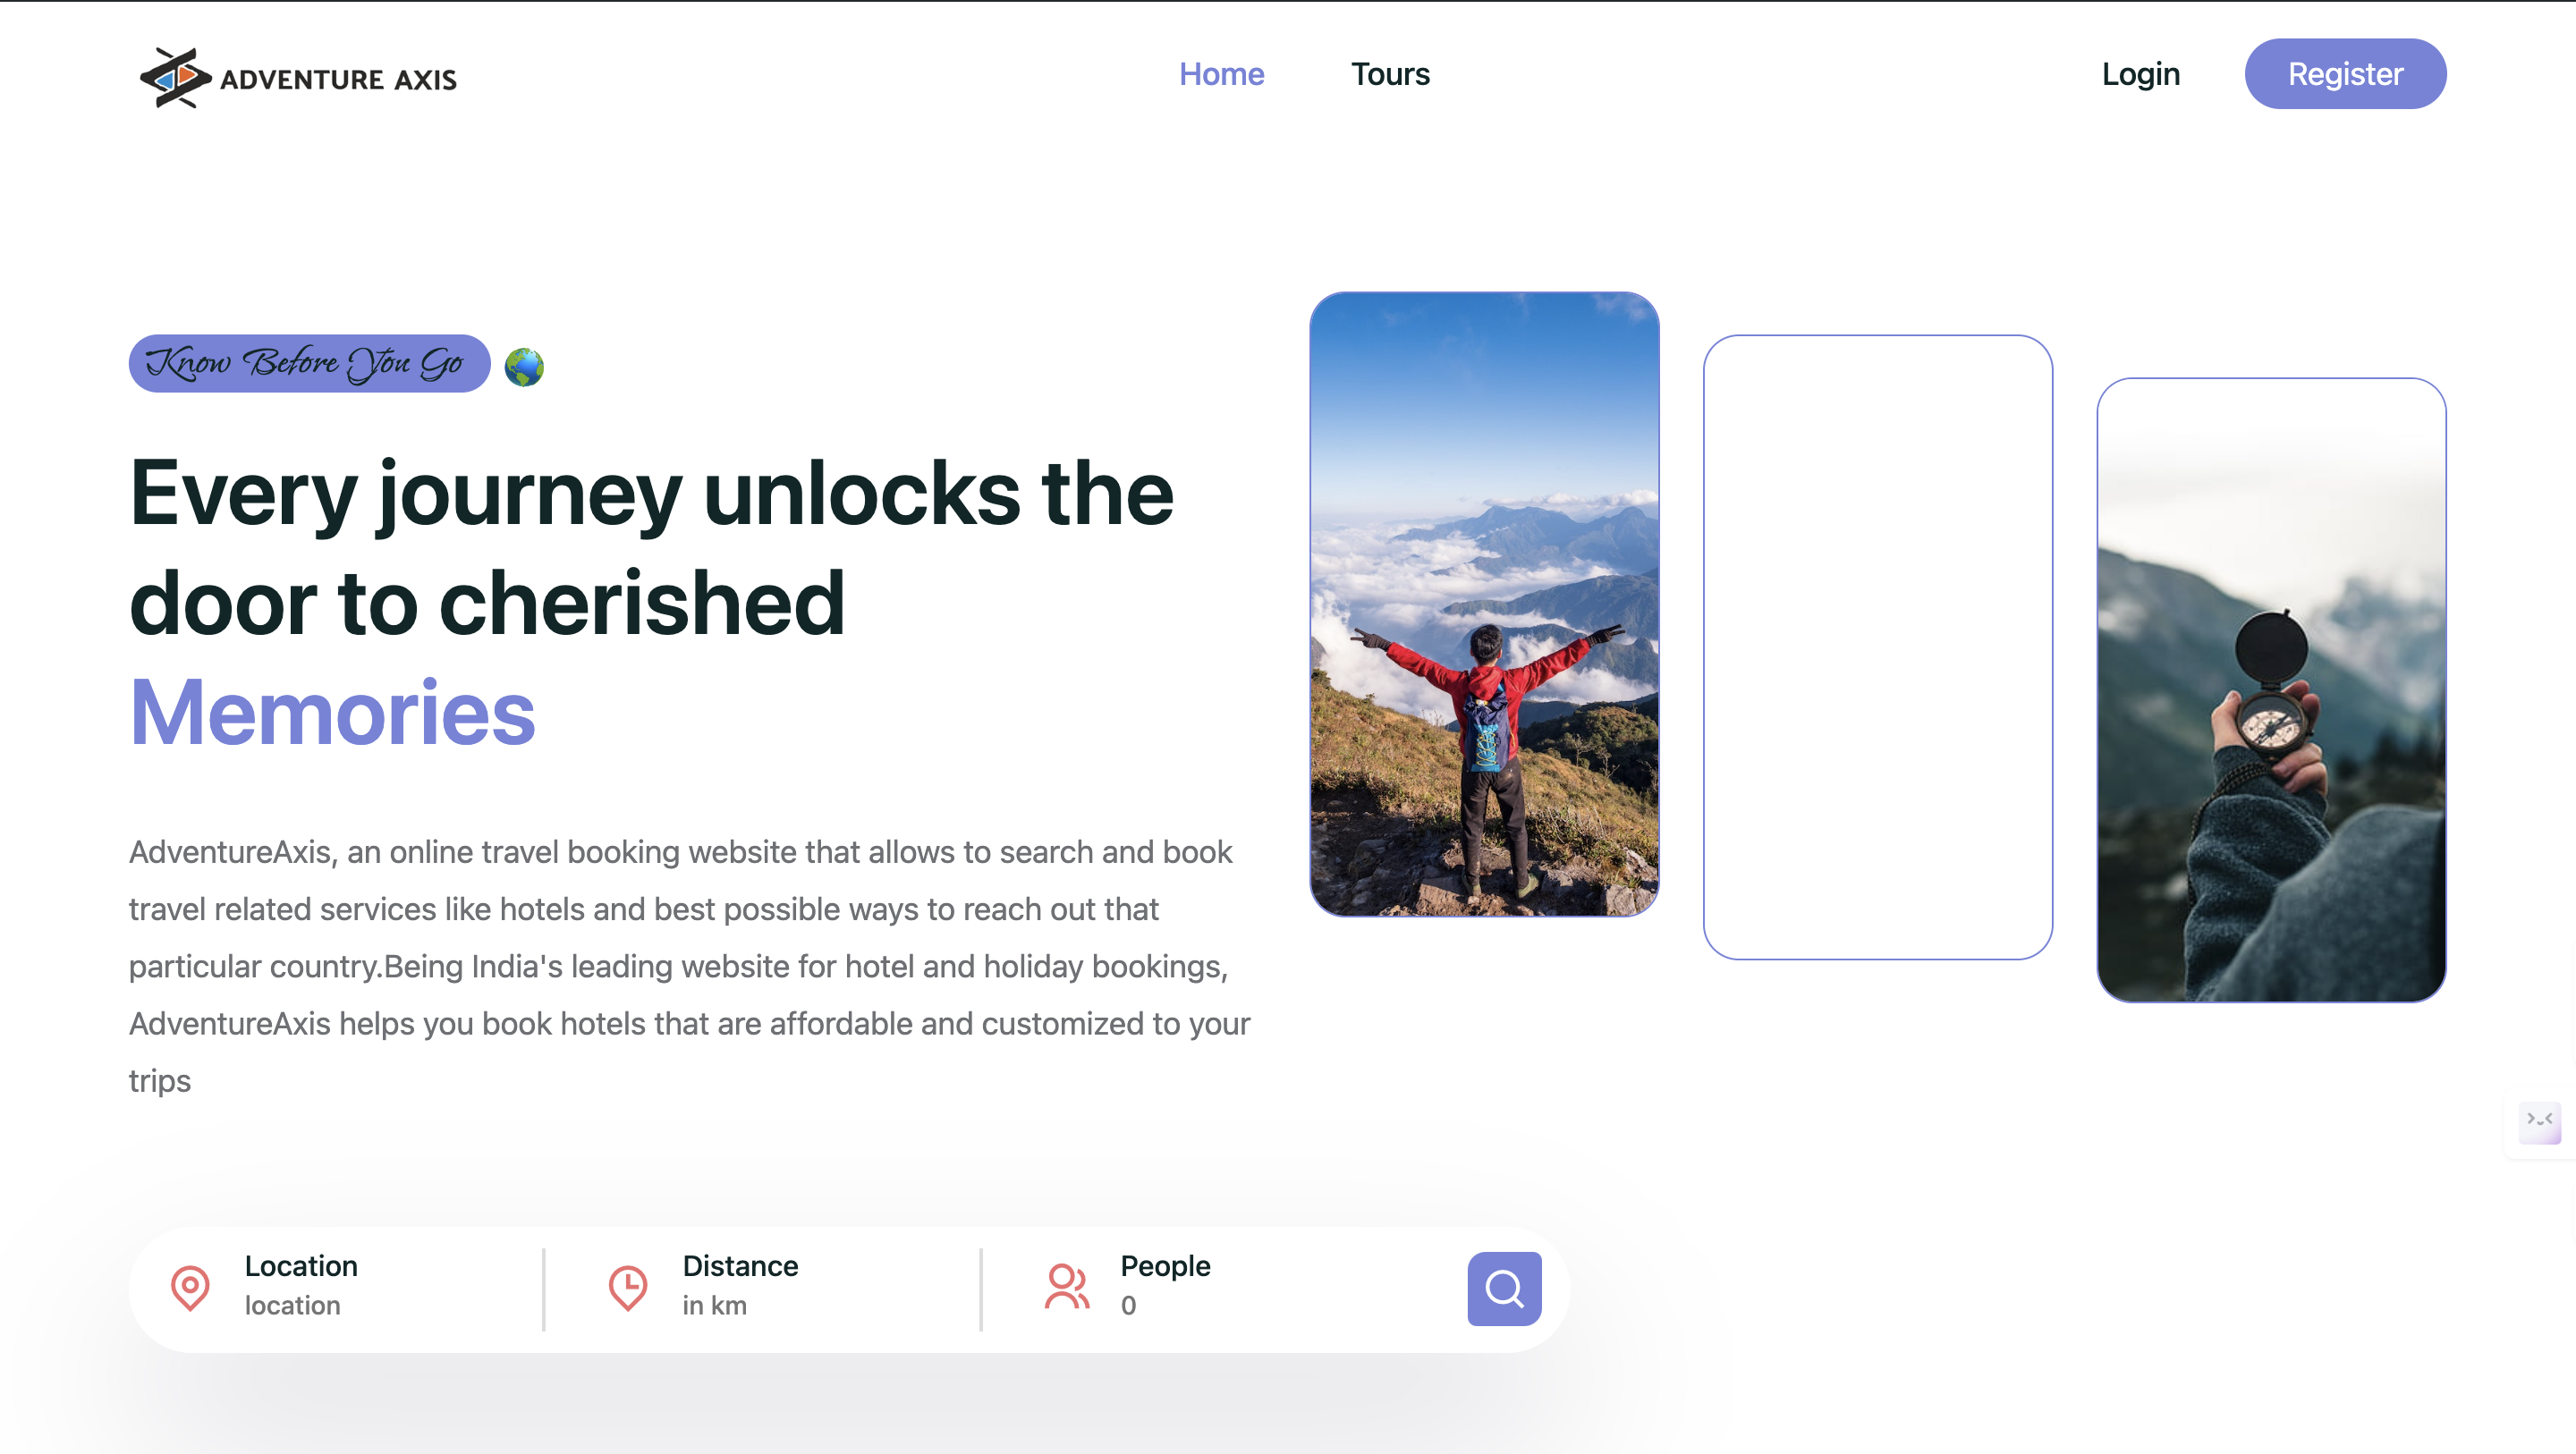 ADVENTURE AXIS
Home
Tours
Login
Register
Know Before You Go
Every journey unlocks the
door to cherished
Memories
AdventureAxis, an online travel booking website that allows to search and book
travel related services like hotels and best possible ways to reach out that
particular country.Being India's leading website for hotel and holiday bookings,
AdventureAxis helps you book hotels that are affordable and customized to your
trips
Location
location
Distance
in km
People
0